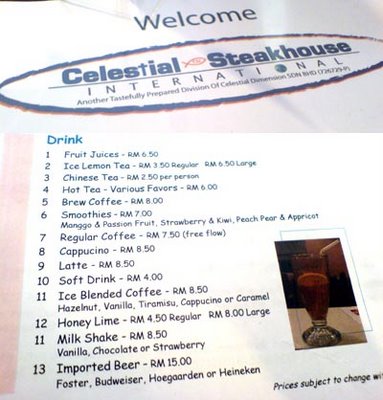 Welcome
Celestial Steakhouse
INTERNATIONAL
Another Tastefully Prepared Division Of Celestial Dimension SDN BHD (726729-P)
Drink
1 Fruit Juices - RM 6.50
2 Ice Lemon Tea - RM 3.50 Regular RM 6.50 Large
3 Chinese Tea - RM 2.50 per person
4 Hot Tea - Various Favors - RM 6.00
5 Brew Coffee - RM 8.00
6 Smoothies - RM 7.00
Manggo & Passion Fruit, Strawberry & Kiwi, Peach Pear & Appricot
7 Regular Coffee - RM 7.50 (free flow)
8 Cappucino - RM 8.50
9 Latte - RM 8.50
10 Soft Drink - RM 4.00
11 Ice Blended Coffee - RM 8.50
Hazelnut, Vanilla, Tiramisu, Cappucino or Caramel
12 Honey Lime - RM 4.50 Regular RM 8.00 Large
11 Milk Shake - RM 8.50
Vanilla, Chocolate or Strawberry
13 Imported Beer - RM 15.00
Foster, Budweiser, Hoegaarden or Heineken
Prices subject to change wi